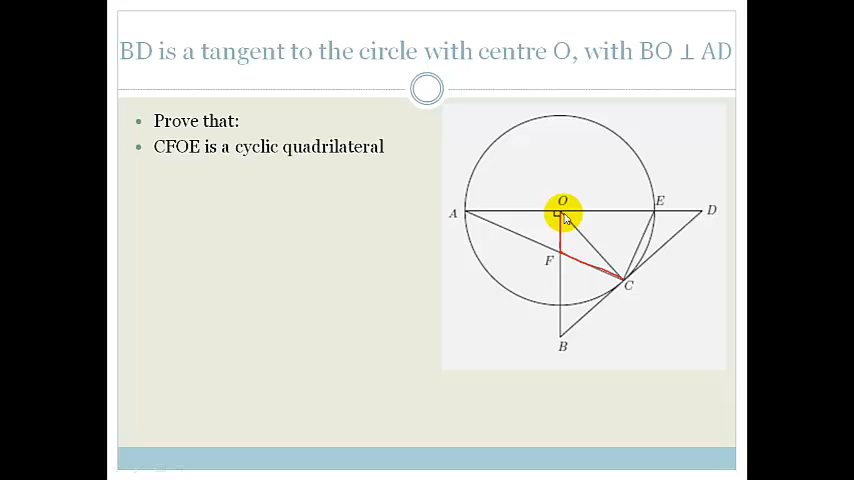 BD is a tangent to the circle with centre O, with BO ⊥ AD
Prove that:
CFOE is a cyclic quadrilateral
O
E
A
D
F
C
B